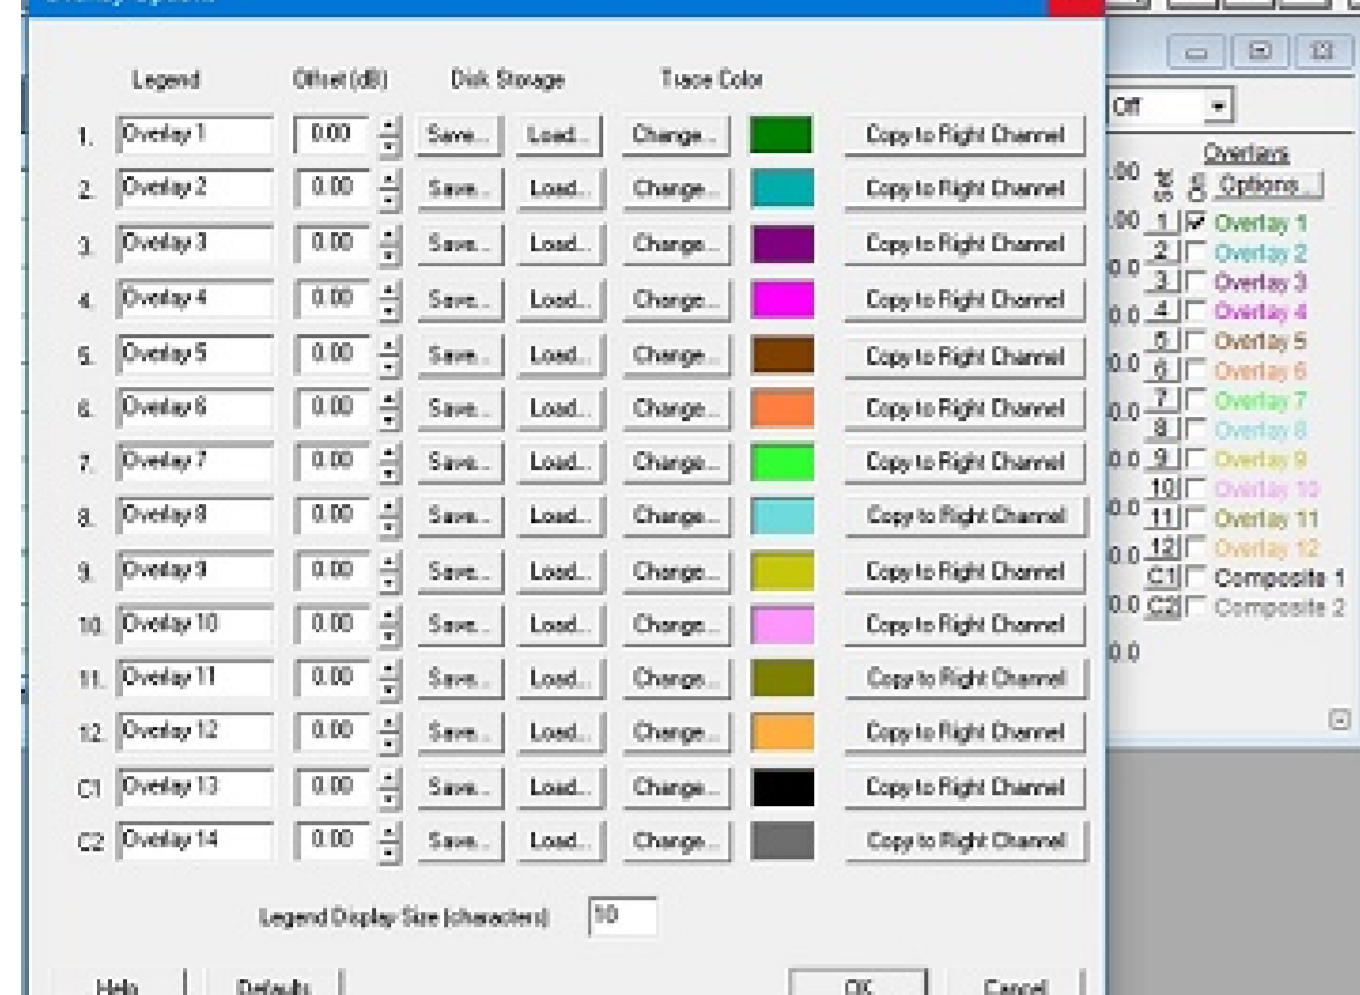 Overlay Options
Legend Offset (dB) Disk Storage Trace Color
1. Overlay 1 0.00 Save... Load... Change... Copy to Right Channel
2. Overlay 2 0.00 Save... Load... Change... Copy to Right Channel
3. Overlay 3 0.00 Save... Load... Change... Copy to Right Channel
4. Overlay 4 0.00 Save... Load... Change... Copy to Right Channel
5. Overlay 5 0.00 Save... Load... Change... Copy to Right Channel
6. Overlay 6 0.00 Save... Load... Change... Copy to Right Channel
7. Overlay 7 0.00 Save... Load... Change... Copy to Right Channel
8. Overlay 8 0.00 Save... Load... Change... Copy to Right Channel
9. Overlay 9 0.00 Save... Load... Change... Copy to Right Channel
10. Overlay 10 0.00 Save... Load... Change... Copy to Right Channel
11. Overlay 11 0.00 Save... Load... Change... Copy to Right Channel
12. Overlay 12 0.00 Save... Load... Change... Copy to Right Channel
C1 Overlay 13 0.00 Save... Load... Change... Copy to Right Channel
C2 Overlay 14 0.00 Save... Load... Change... Copy to Right Channel
Legend Display Size (characters) 10
Help Defaults OK Cancel
Off
Overlays
Set On Options...
1 Overlay 1
2 Overlay 2
3 Overlay 3
4 Overlay 4
5 Overlay 5
6 Overlay 6
7 Overlay 7
8 Overlay 8
9 Overlay 9
10 Overlay 10
11 Overlay 11
12 Overlay 12
C1 Composite 1
C2 Composite 2